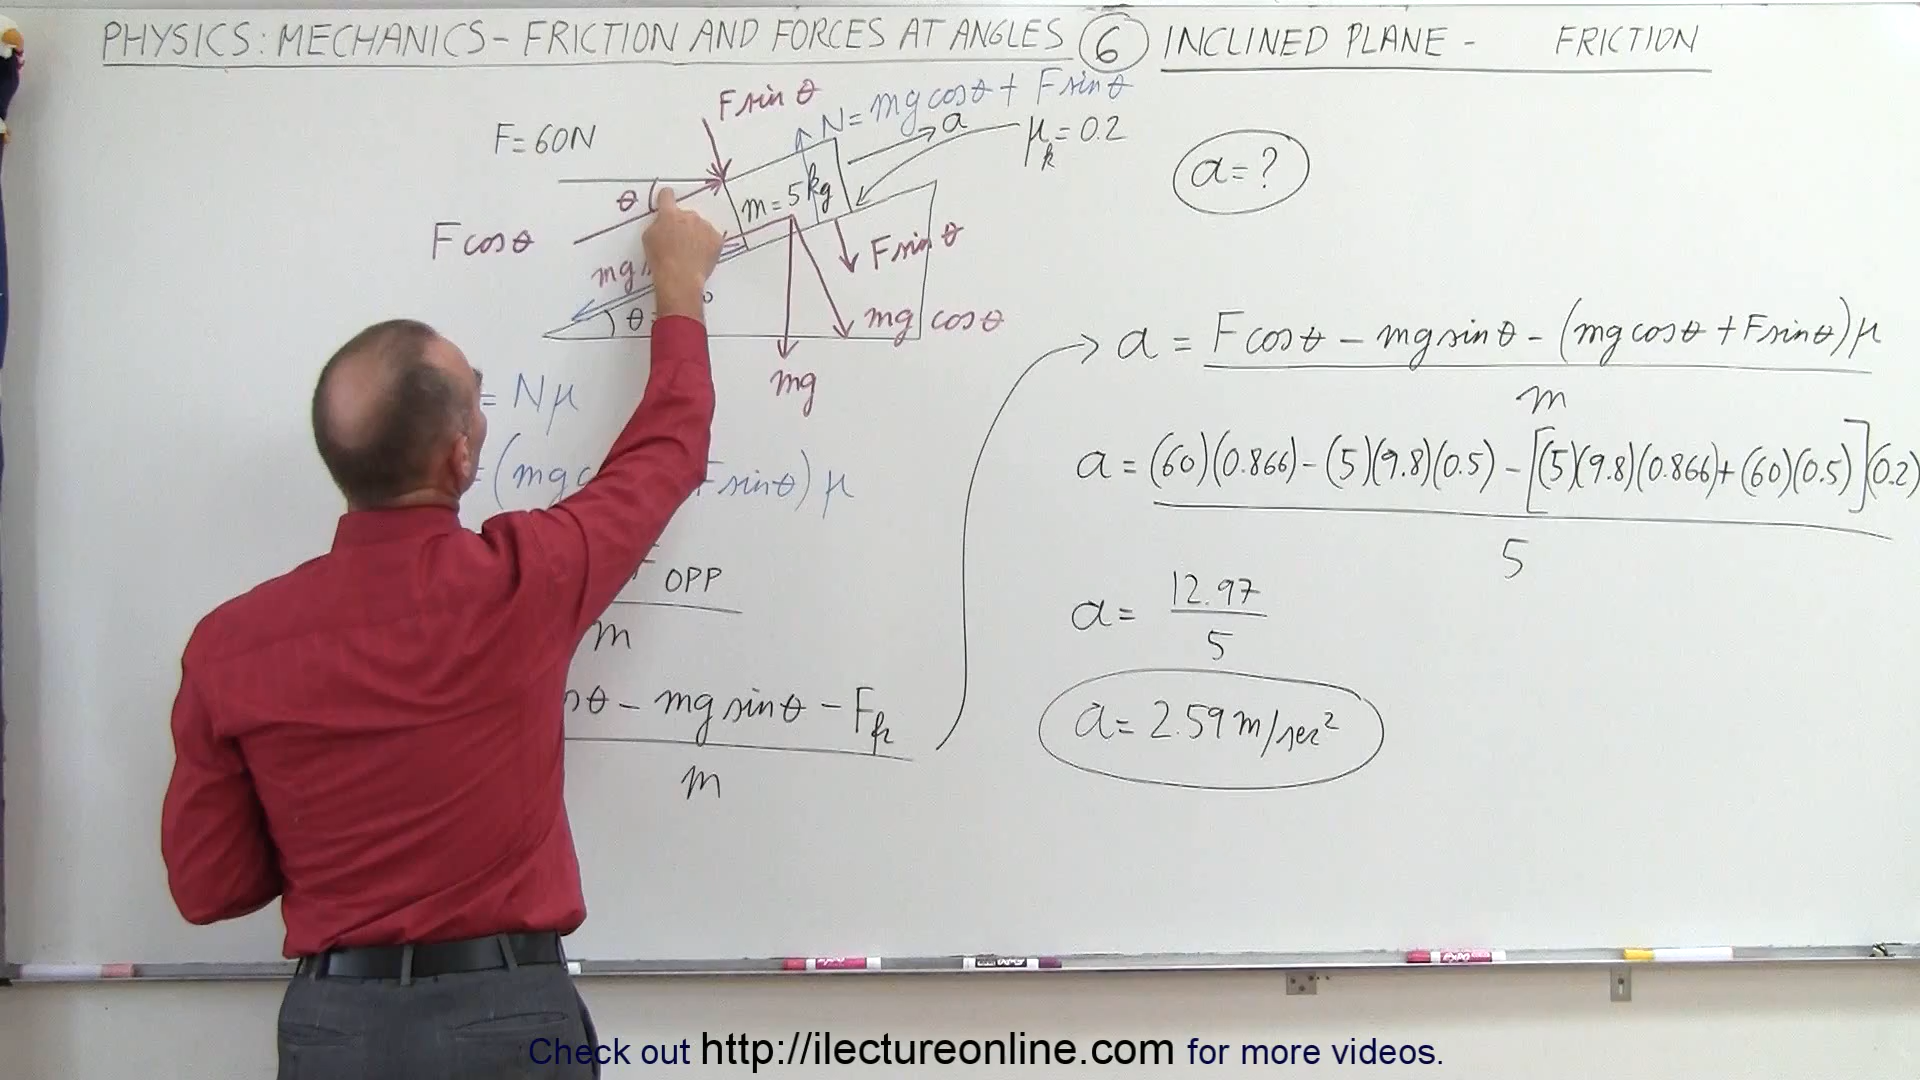 PHYSICS: MECHANICS - FRICTION AND FORCES AT ANGLES 6 INCLINED PLANE - FRICTION
F sin θ
N = mg cos θ + F sin θ
F = 60N
a
μk = 0.2
a = ?
θ
m = 5 kg
F cos θ
F sin θ
mg
θ
mg cos θ
mg
= Nμ
sin θ) μ
OPP
m
θ - mg sin θ - Ffr
m
a = F cos θ - mg sin θ - (mg cos θ + F sin θ) μ
m
a = (60)(0.866) - (5)(9.8)(0.5) - [(5)(9.8)(0.866) + (60)(0.5)](0.2)
5
a = 12.97
5
a = 2.59 m/sec²
Check out http://ilectureonline.com for more videos.